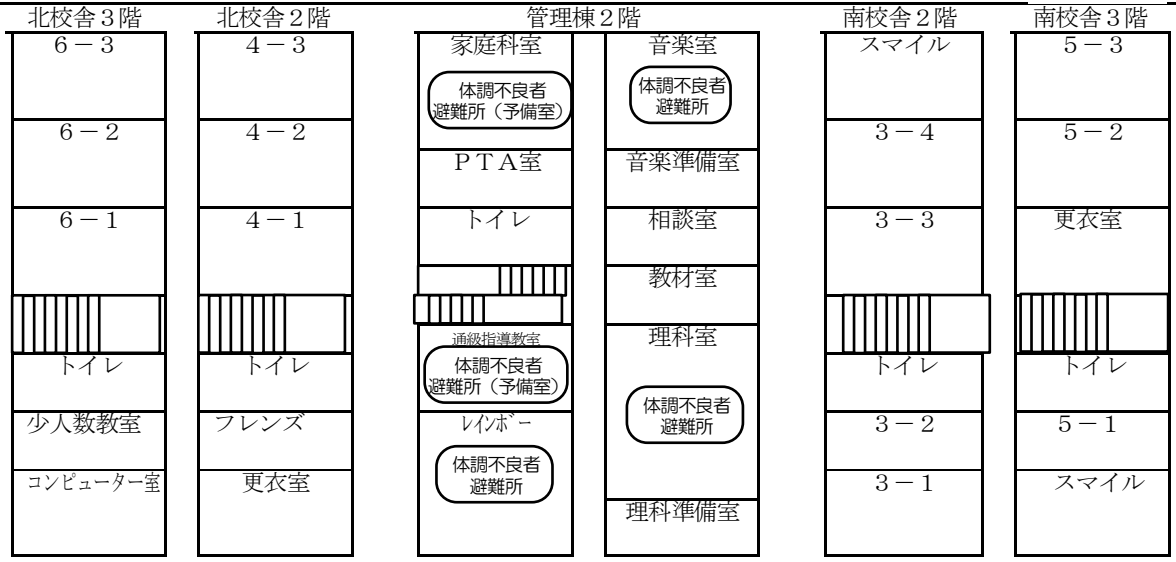 北校舎３階
６－３
６－２
６－１
トイレ
少人数教室
コンピューター室
北校舎２階
４－３
４－２
４－１
トイレ
フレンズ
更衣室
管理棟２階
家庭科室
体調不良者
避難所（予備室）
ＰＴＡ室
トイレ
通級指導教室
体調不良者
避難所（予備室）
ﾚｲﾝﾎﾞｰ
体調不良者
避難所
音楽室
体調不良者
避難所
音楽準備室
相談室
教材室
理科室
体調不良者
避難所
理科準備室
南校舎２階
スマイル
３－４
３－３
トイレ
３－２
３－１
南校舎３階
５－３
５－２
更衣室
トイレ
５－１
スマイル